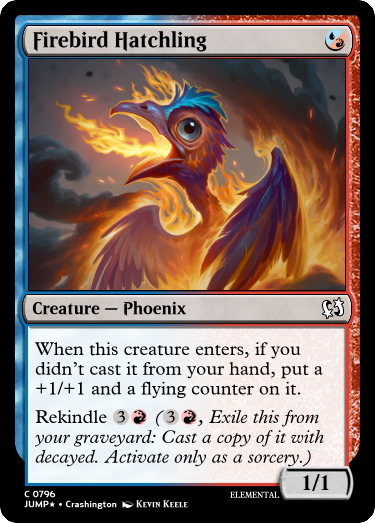 Firebird Hatchling
Creature — Phoenix
When this creature enters, if you
didn't cast it from your hand, put a
+1/+1 and a flying counter on it.
Rekindle 3 (3, Exile this from
your graveyard: Cast a copy of it with
decayed. Activate only as a sorcery.)
1/1
C 0796
JUMP★ • Crashington Kevin Keele
ELEMENTAL